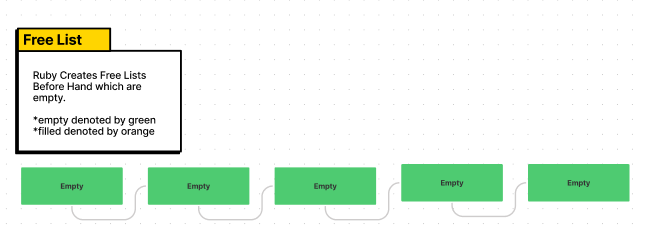 Free List
Ruby Creates Free Lists
Before Hand which are
empty.
*empty denoted by green
*filled denoted by orange
Empty
Empty
Empty
Empty
Empty